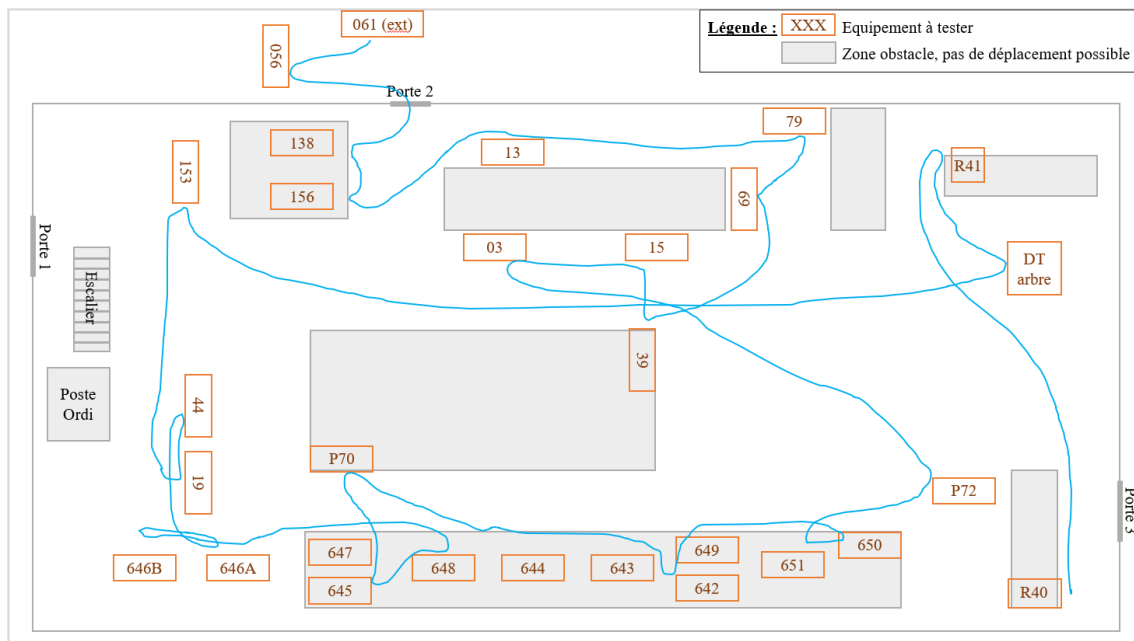 061 (ext)
Légende :
XXX
Equipement à tester
Zone obstacle, pas de déplacement possible
056
Porte 2
79
138
13
153
R41
156
69
Porte 1
03
15
DT
arbre
Escalier
39
Poste
Ordi
44
P70
19
P72
Porte 3
647
649
650
646B
646A
648
644
643
651
645
642
R40